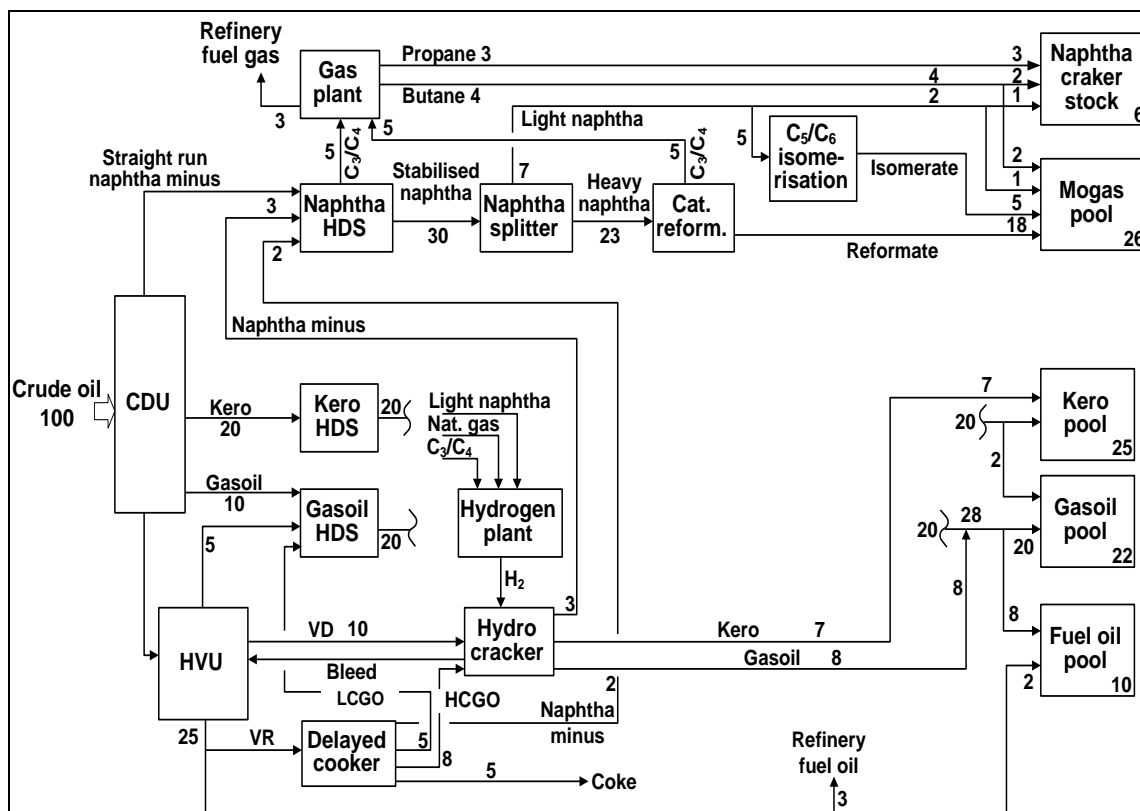 Refinery
fuel gas
3
Gas
plant
Propane 3
3
4
2
Butane 4
2
1
Naphtha
craker
stock
6
Light naphtha
5
C₃/C₄
5
C₃/C₄
5
5
C₅/C₆
isome-
risation
Isomerate
2
1
5
18
Mogas
pool
26
Straight run
naphtha minus
3
2
Naphtha
HDS
Stabilised
naphtha
30
7
Naphtha
splitter
Heavy
naphtha
23
Cat.
reform.
Reformate
Naphtha minus
Crude oil
100
CDU
Kero
20
Kero
HDS
20
Light naphtha
Nat. gas
C₃/C₄
7
20
2
Kero
pool
25
Gasoil
10
Gasoil
HDS
20
5
Hydrogen
plant
H₂
20
28
20
8
Gasoil
pool
22
HVU
VD 10
Bleed
LCGO
HCGO
3
Hydro
cracker
2
Kero 7
Gasoil 8
8
2
Fuel oil
pool
10
25
VR
Delayed
cooker
5
8
Naphtha
minus
5
Coke
Refinery
fuel oil
3